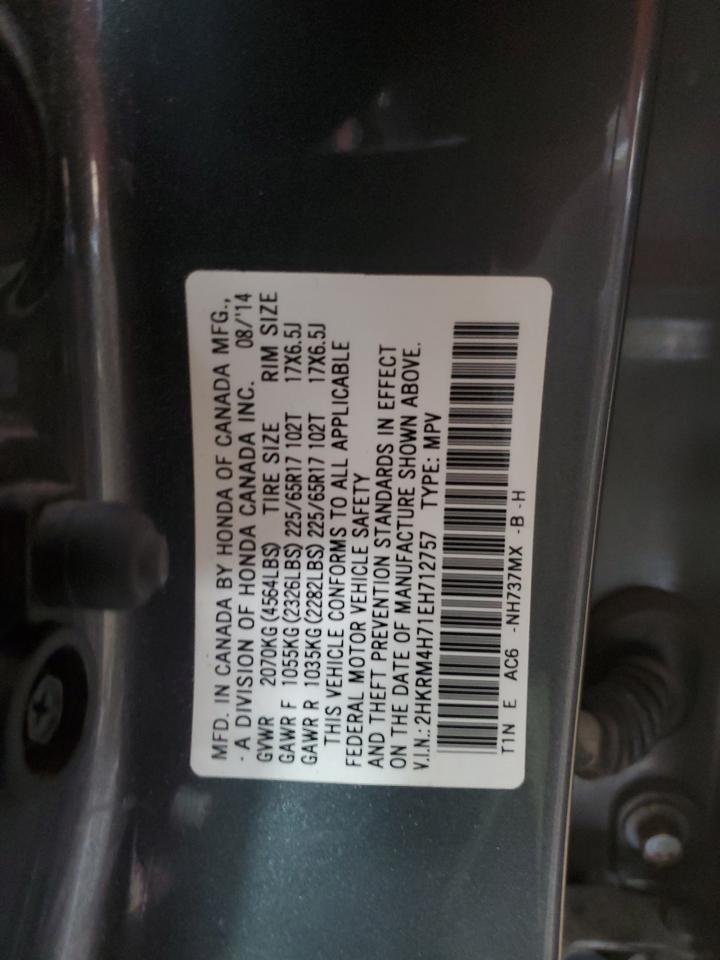 MFD. IN CANADA BY HONDA OF CANADA MFG.,
- A DIVISION OF HONDA CANADA INC. 08/'14
GVWR 2070KG(4564LBS) TIRE SIZE RIM SIZE
GAWR F 1055KG(2326LBS) 225/65R17 102T 17X6.5J
GAWR R 1035KG(2282LBS) 225/65R17 102T 17X6.5J
THIS VEHICLE CONFORMS TO ALL APPLICABLE
FEDERAL MOTOR VEHICLE SAFETY
AND THEFT PREVENTION STANDARDS IN EFFECT
ON THE DATE OF MANUFACTURE SHOWN ABOVE.
V.I.N.:2HKRM4H71EH712757 TYPE: MPV
T1N E AC6 -NH737MX -B -H